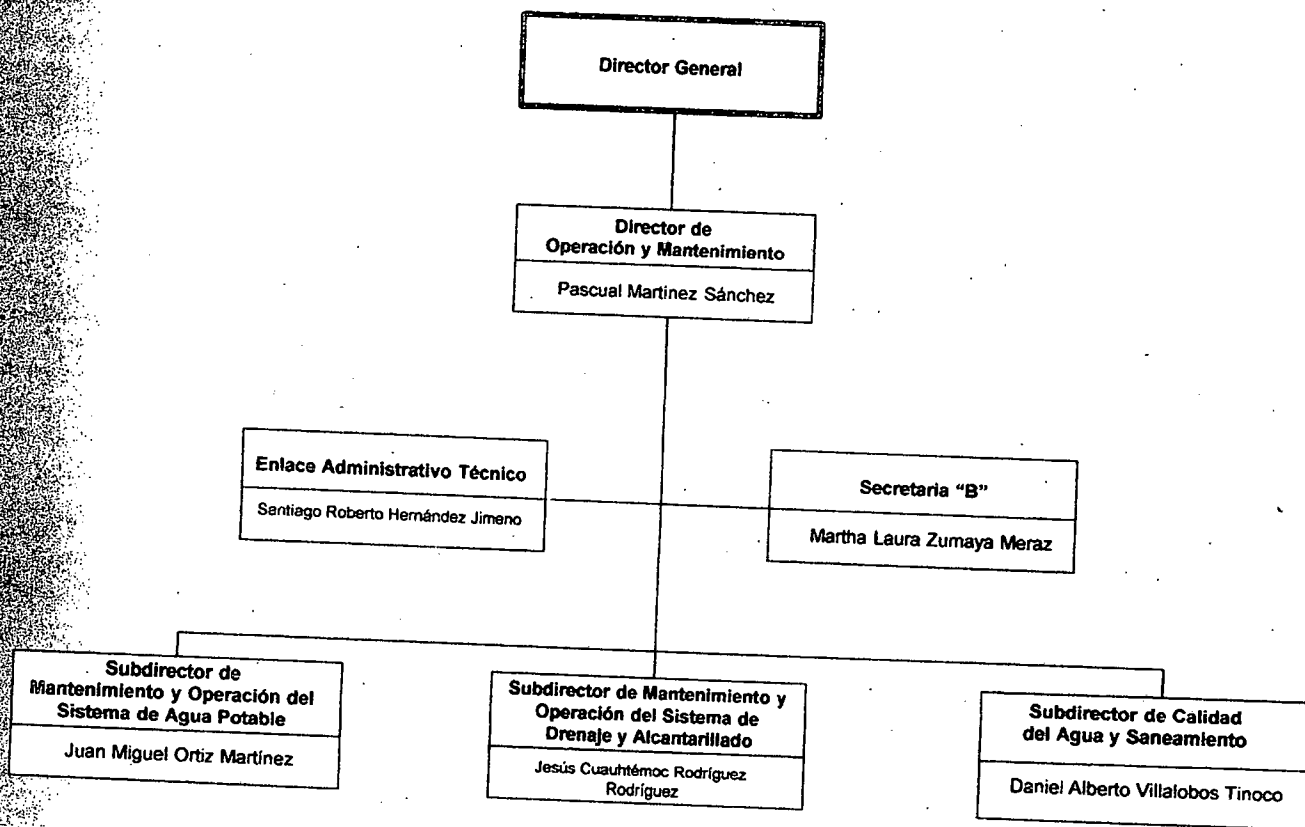 Director General
Director de
Operación y Mantenimiento
Pascual Martinez Sánchez
Enlace Administrativo Técnico
Santiago Roberto Hernández Jimeno
Secretaria "B"
Martha Laura Zumaya Meraz
Subdirector de
Mantenimiento y Operación del
Sistema de Agua Potable
Juan Miguel Ortiz Martínez
Subdirector de Mantenimiento y
Operación del Sistema de
Drenaje y Alcantarillado
Jesús Cuauhtémoc Rodríguez
Rodríguez
Subdirector de Calidad
del Agua y Saneamiento
Daniel Alberto Villalobos Tinoco